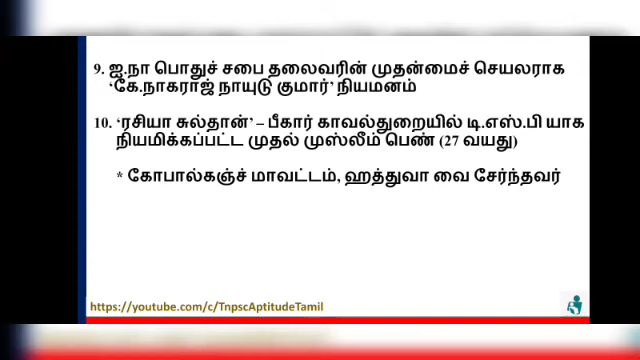 9. ஐ.நா பொதுச் சபை தலைவரின் முதன்மைச் செயலராக
‘கே.நாகராஜ் நாயுடு குமார்’ நியமனம்
10. ‘ரசியா சுல்தான்’ – பீகார் காவல்துறையில் டி.எஸ்.பி யாக
நியமிக்கப்பட்ட முதல் முஸ்லீம் பெண் (27 வயது)
* கோபால்கஞ்ச் மாவட்டம், ஹத்துவா வை சேர்ந்தவர்
https://youtube.com/c/TnpscAptitudeTamil